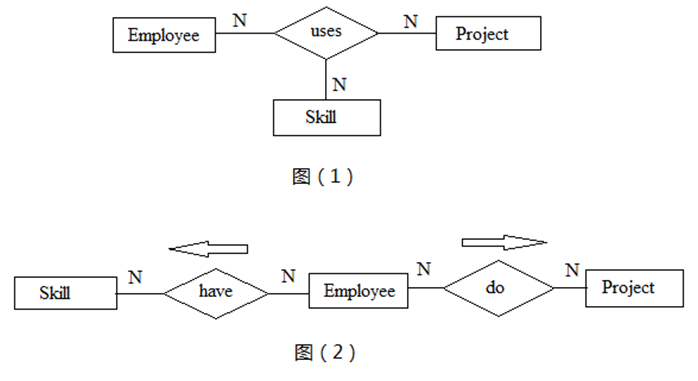 Employee N uses N Project
N
Skill
图（1）
Skill N have N Employee N do N Project
图（2）